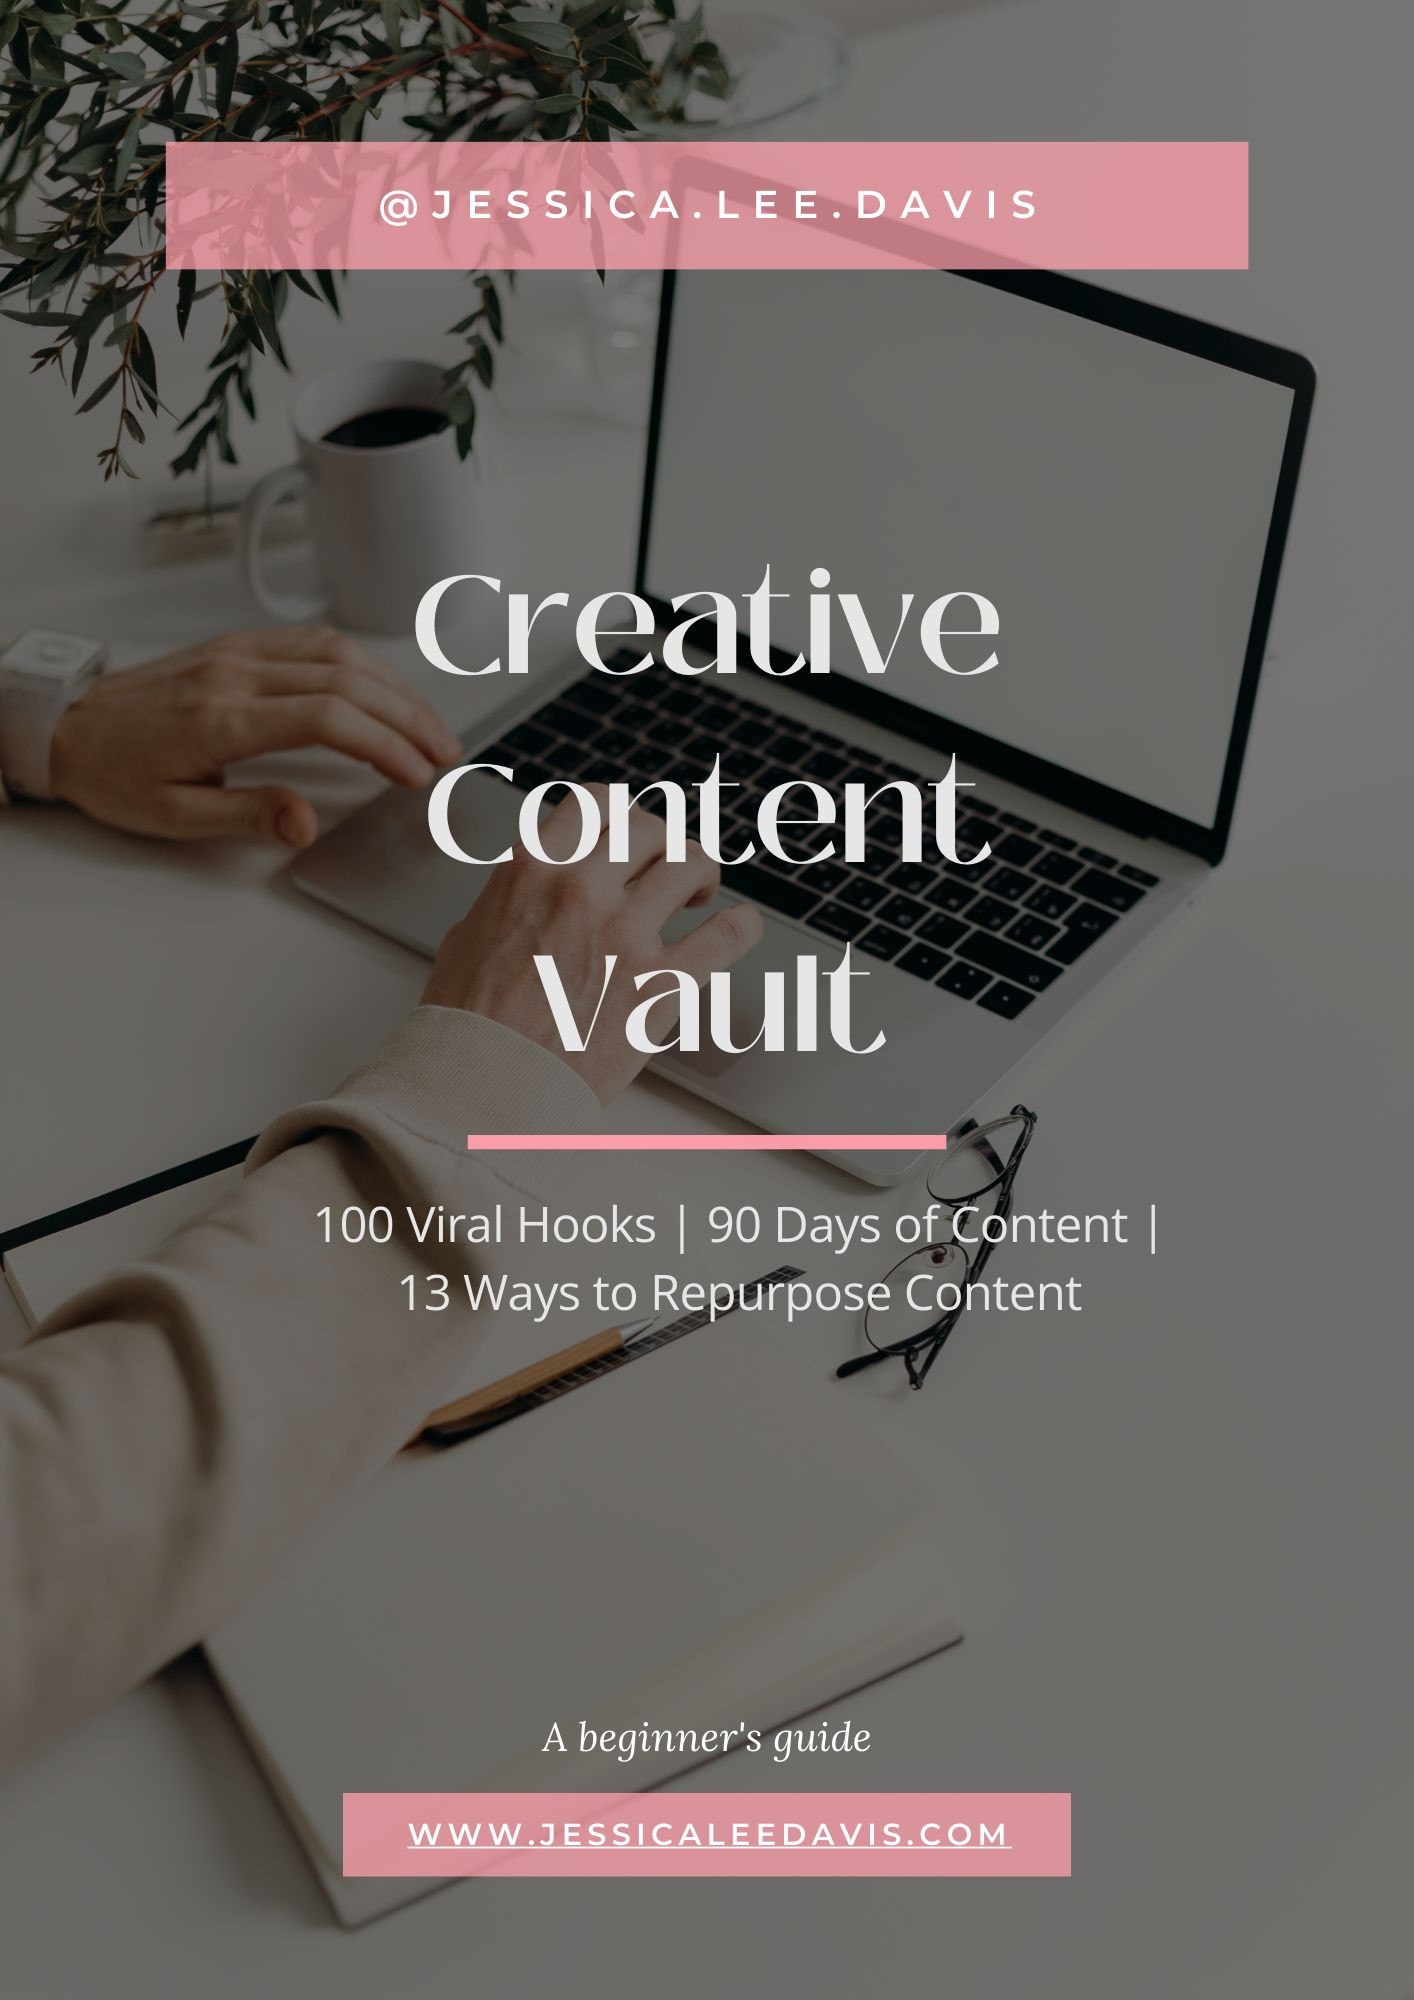 @JESSICA.LEE.DAVIS
Creative
Content
Vault
100 Viral Hooks | 90 Days of Content |
13 Ways to Repurpose Content
A beginner's guide
WWW.JESSICALEEDAVIS.COM